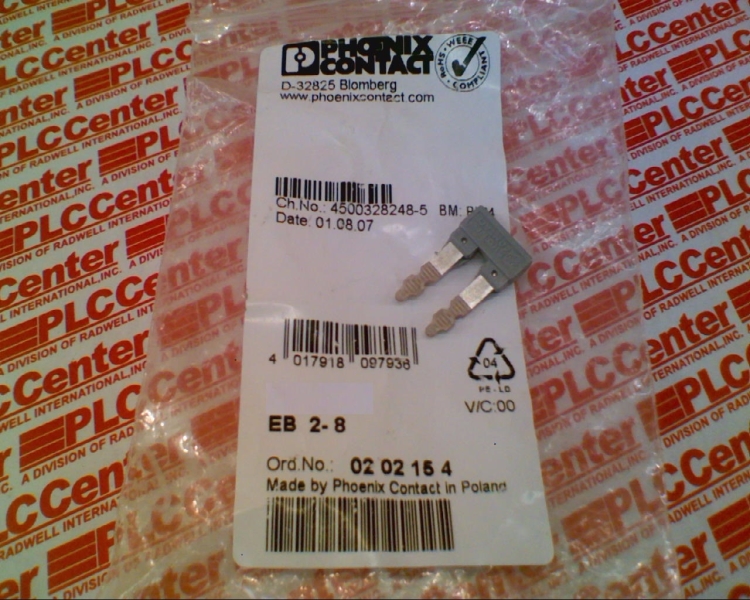 PHOENIX
CONTACT
WEEE
RoHS
COMPLIANT
D-32825 Blomberg
www.phoenixcontact.com
Ch.No.: 4500328248-5 BM:
Date: 01.08.07
4 017918 097936
04
PE-LD
V/C:00
EB 2-8
Ord.No.: 02 02 15 4
Made by Phoenix Contact in Poland
PLCCenter
A DIVISION OF RADWELL INTERNATIONAL, INC.